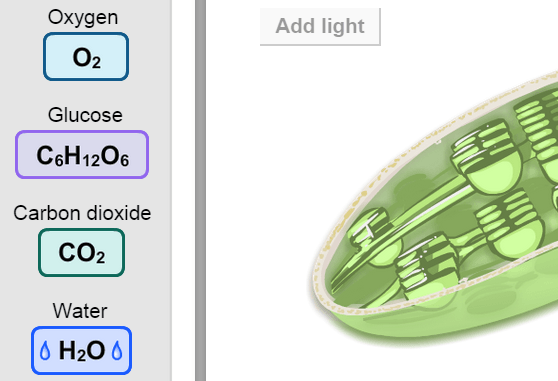 Oxygen
O₂
Glucose
C₆H₁₂O₆
Carbon dioxide
CO₂
Water
H₂O
Add light